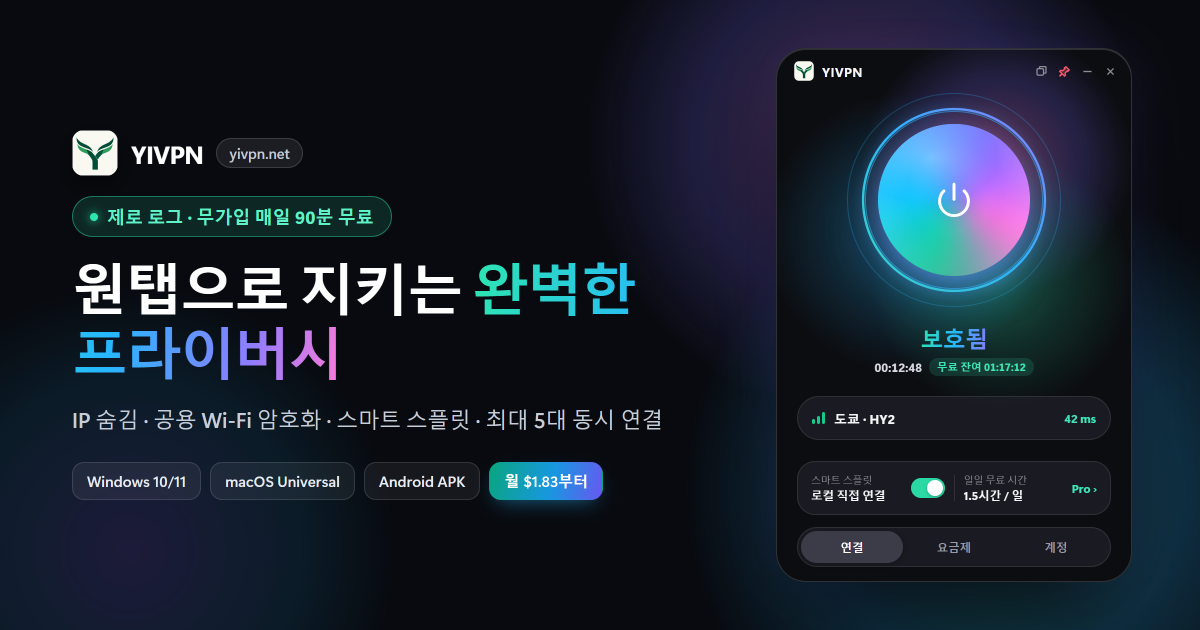 YIVPN
yivpn.net
제로 로그 · 무가입 매일 90분 무료
원탭으로 지키는 완벽한
프라이버시
IP 숨김 · 공용 Wi-Fi 암호화 · 스마트 스플릿 · 최대 5대 동시 연결
Windows 10/11
macOS Universal
Android APK
월 $1.83부터
YIVPN
보호됨
00:12:48
무료 잔여 01:17:12
도쿄 · HY2
42 ms
스마트 스플릿
로컬 직접 연결
일일 무료 시간
1.5시간 / 일
Pro ›
연결
요금제
계정